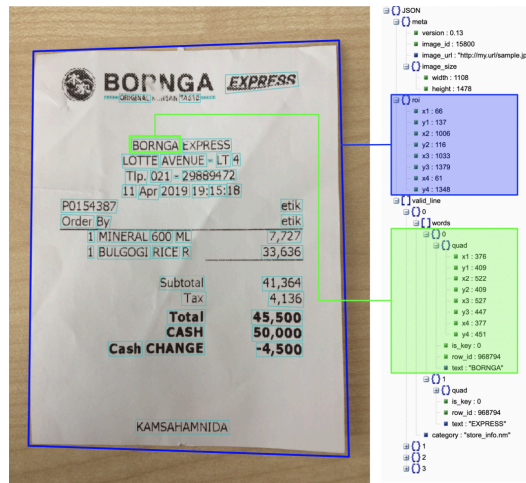 BORNGA EXPRESS
ORIGINAL KOREAN TASTE
BORNGA EXPRESS
LOTTE AVENUE - LT 4
Tlp. 021 - 29889472
11 Apr 2019 19:15:18
P0154387 etik
Order By etik
1 MINERAL 600 ML 7,727
1 BULGOGI RICE R 33,636
Subtotal 41,364
Tax 4,136
Total 45,500
CASH 50,000
Cash CHANGE -4,500
KAMSAHAMNIDA
{} JSON
{} meta
version : 0.13
image_id : 15800
image_url : "http://my.url/sample.jp
{} image_size
width : 1108
height : 1478
{} roi
x1 : 66
y1 : 137
x2 : 1006
y2 : 116
x3 : 1033
y3 : 1379
x4 : 61
y4 : 1348
[] valid_line
{} 0
[] words
{} 0
{} quad
x1 : 376
y1 : 409
x2 : 522
y2 : 409
x3 : 527
y3 : 447
x4 : 377
y4 : 451
is_key : 0
row_id : 968794
text : "BORNGA"
{} 1
{} quad
is_key : 0
row_id : 968794
text : "EXPRESS"
category : "store_info.nm"
{} 1
{} 2
{} 3